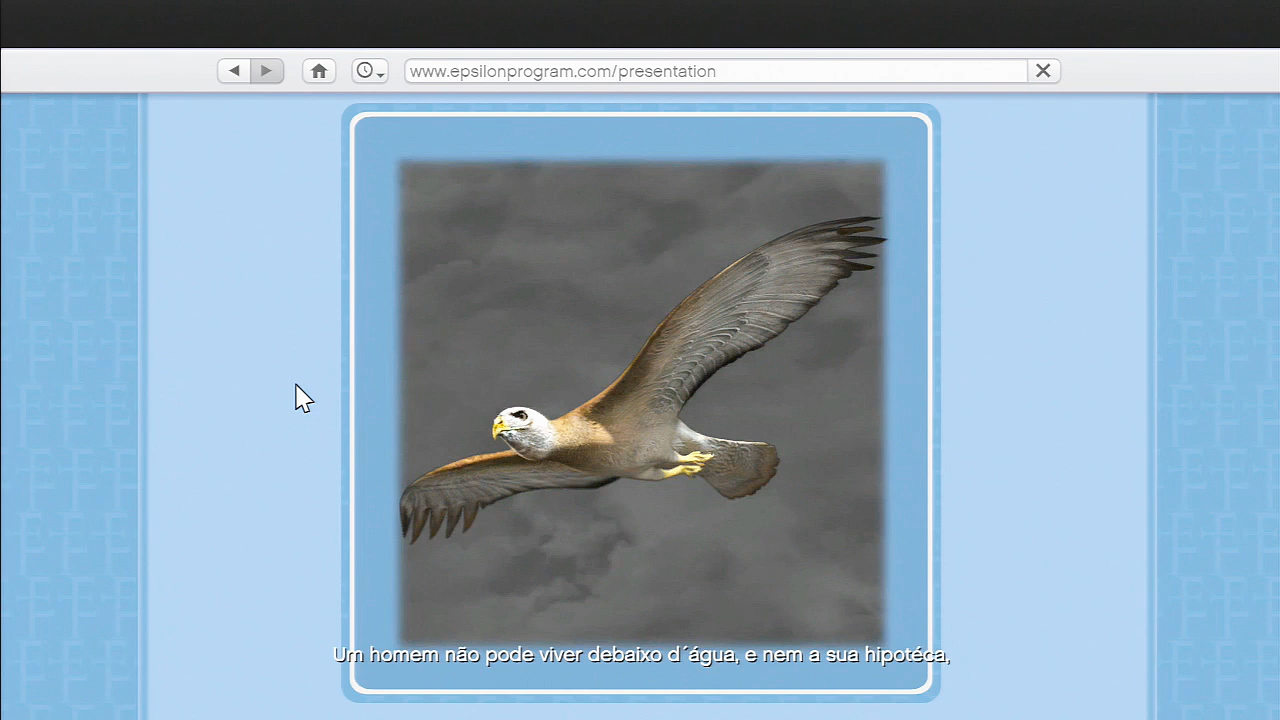 www.epsilonprogram.com/presentation
Um homem não pode viver debaixo d´água, e nem a sua hipotéca,